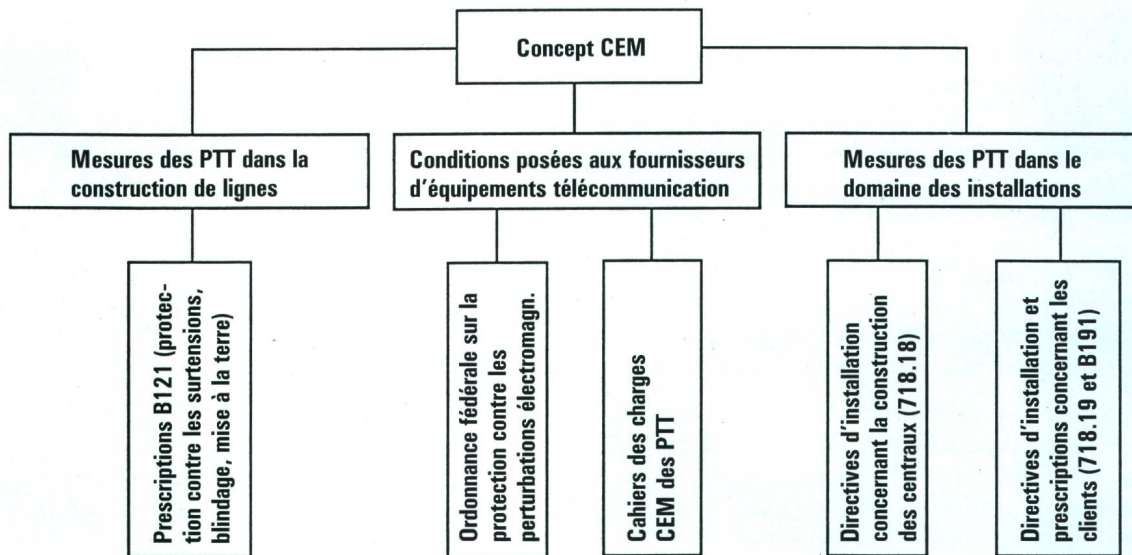 Concept CEM
Mesures des PTT dans la
construction de lignes
Conditions posées aux fournisseurs
d'équipements télécommunication
Mesures des PTT dans le
domaine des installations
Prescriptions B121 (protec-
tion contre les surtensions,
blindage, mise à la terre)
Ordonnance fédérale sur la
protection contre les
perturbations électromagn.
Cahiers des charges
CEM des PTT
Directives d'installation
concernant la construction
des centraux (718.18)
Directives d'installation et
prescriptions concernant les
clients (718.19 et B191)